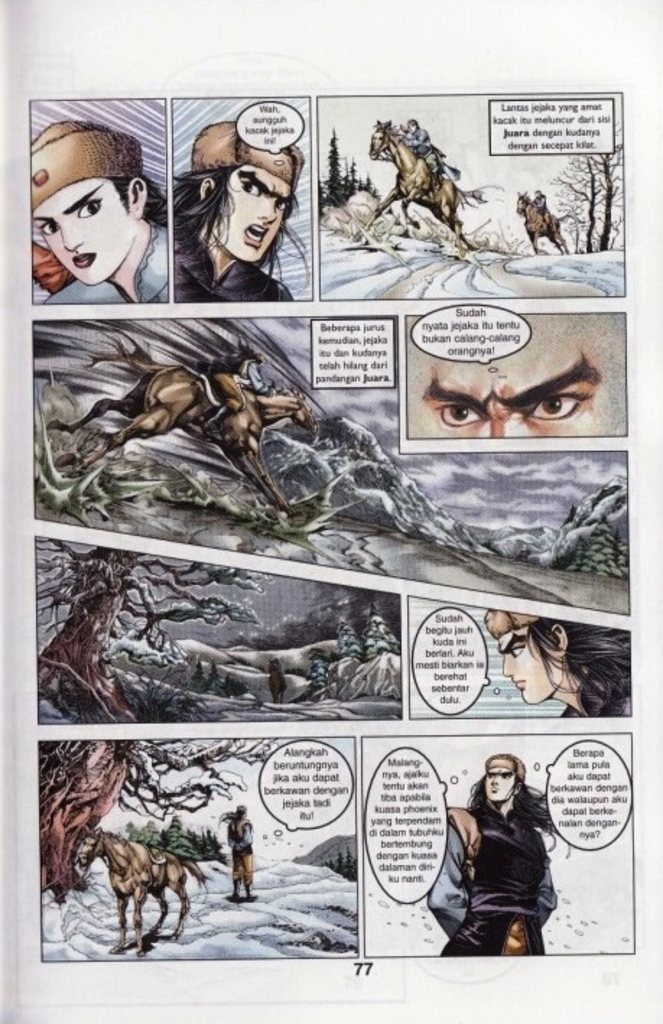 Wah,
sungguh
kacak jejaka
ini!
Lantas jejaka yang amat
kacak itu meluncur dari sisi
Juara dengan kudanya
dengan secepat kilat.
Beberapa jurus
kemudian, jejaka
itu dan kudanya
telah hilang dari
pandangan Juara.
Sudah
nyata jejaka itu tentu
bukan calang-calang
orangnya!
Sudah
begitu jauh
kuda ini
berlari. Aku
mesti biarkan ia
berehat
sebentar
dulu.
Alangkah
beruntungnya
jika aku dapat
berkawan dengan
jejaka tadi
itu!
Malang-
nya, ajalku
tentu akan
tiba apabila
kuasa phoenix
yang terpendam
di dalam tubuhku
bertembung
dengan kuasa
dalaman diri-
ku nanti.
Berapa
lama pula
aku dapat
berkawan dengan
dia walaupun aku
dapat berke-
nalan dengan-
nya?
77